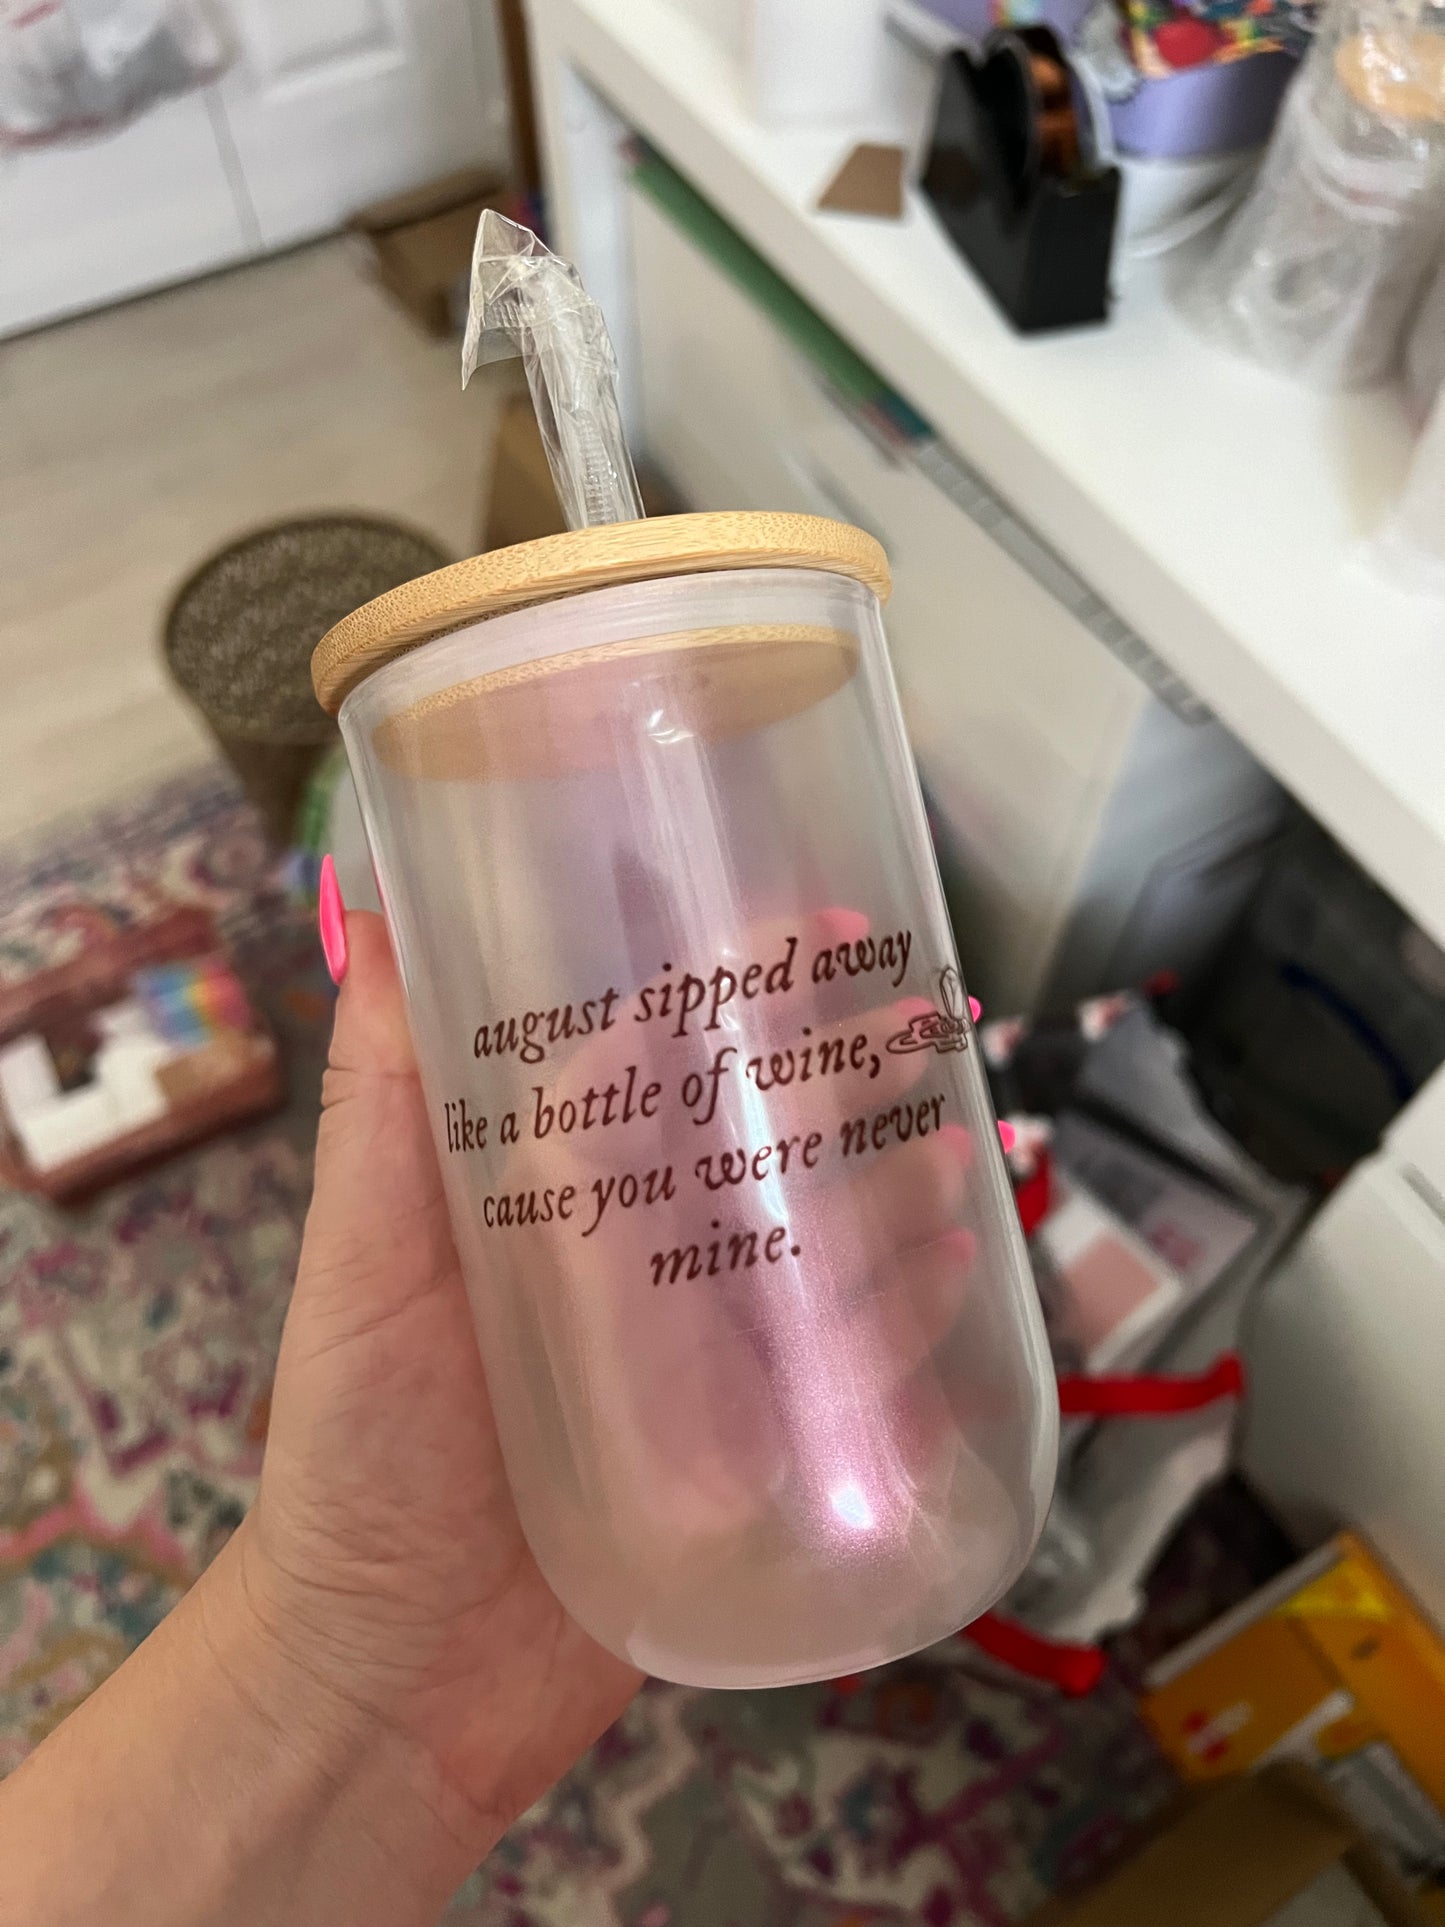 august sipped away
like a bottle of wine,
cause you were never
mine.